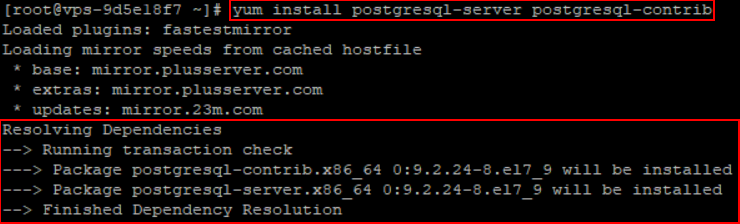 [root@vps-9d5e18f7 ~]# yum install postgresql-server postgresql-contrib
Loaded plugins: fastestmirror
Loading mirror speeds from cached hostfile
 * base: mirror.plusserver.com
 * extras: mirror.plusserver.com
 * updates: mirror.23m.com
Resolving Dependencies
--> Running transaction check
---> Package postgresql-contrib.x86_64 0:9.2.24-8.el7_9 will be installed
---> Package postgresql-server.x86_64 0:9.2.24-8.el7_9 will be installed
--> Finished Dependency Resolution